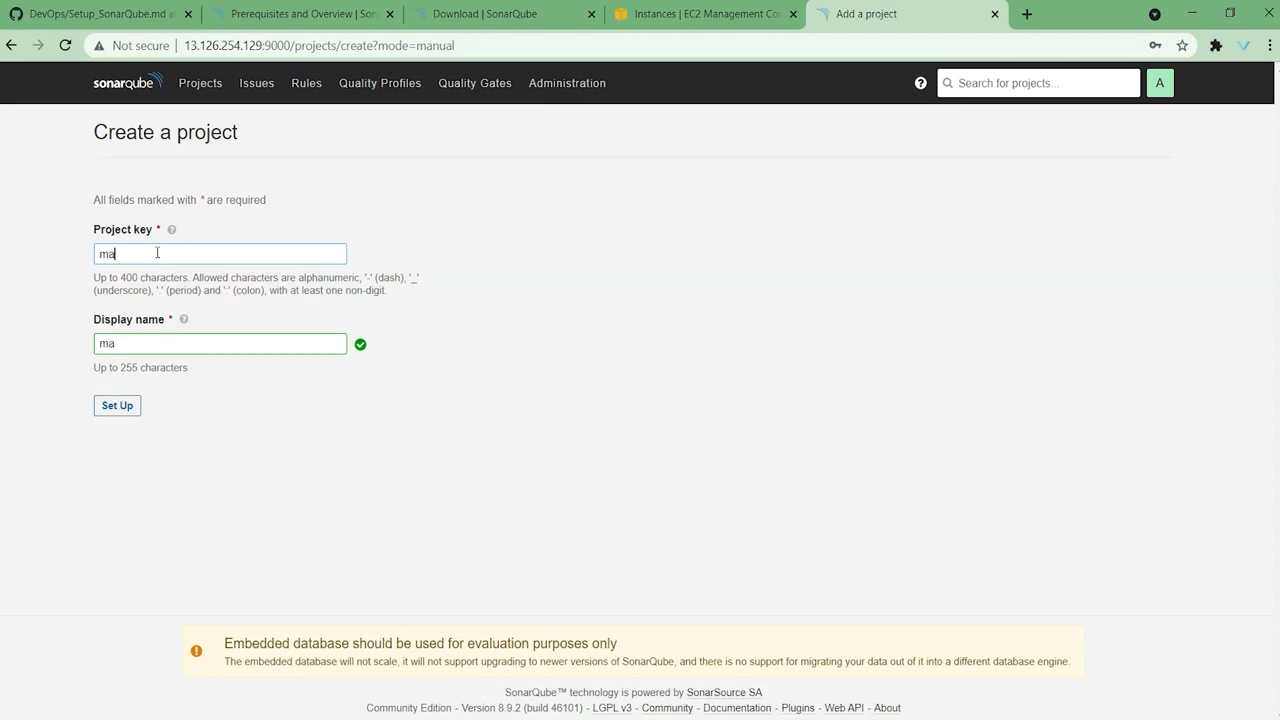 DevOps/Setup_SonarQube.md at
Prerequisites and Overview | Son
Download | SonarQube
Instances | EC2 Management Con
Add a project
Not secure | 13.126.254.129:9000/projects/create?mode=manual
sonarqube Projects Issues Rules Quality Profiles Quality Gates Administration ? Search for projects... A
Create a project
All fields marked with * are required
Project key * ?
ma
Up to 400 characters. Allowed characters are alphanumeric, '-' (dash), '_'
(underscore), '.' (period) and ':' (colon), with at least one non-digit.
Display name * ?
ma
Up to 255 characters
Set Up
Embedded database should be used for evaluation purposes only
The embedded database will not scale, it will not support upgrading to newer versions of SonarQube, and there is no support for migrating your data out of it into a different database engine.
SonarQube™ technology is powered by SonarSource SA
Community Edition - Version 8.9.2 (build 46101) - LGPL v3 - Community - Documentation - Plugins - Web API - About